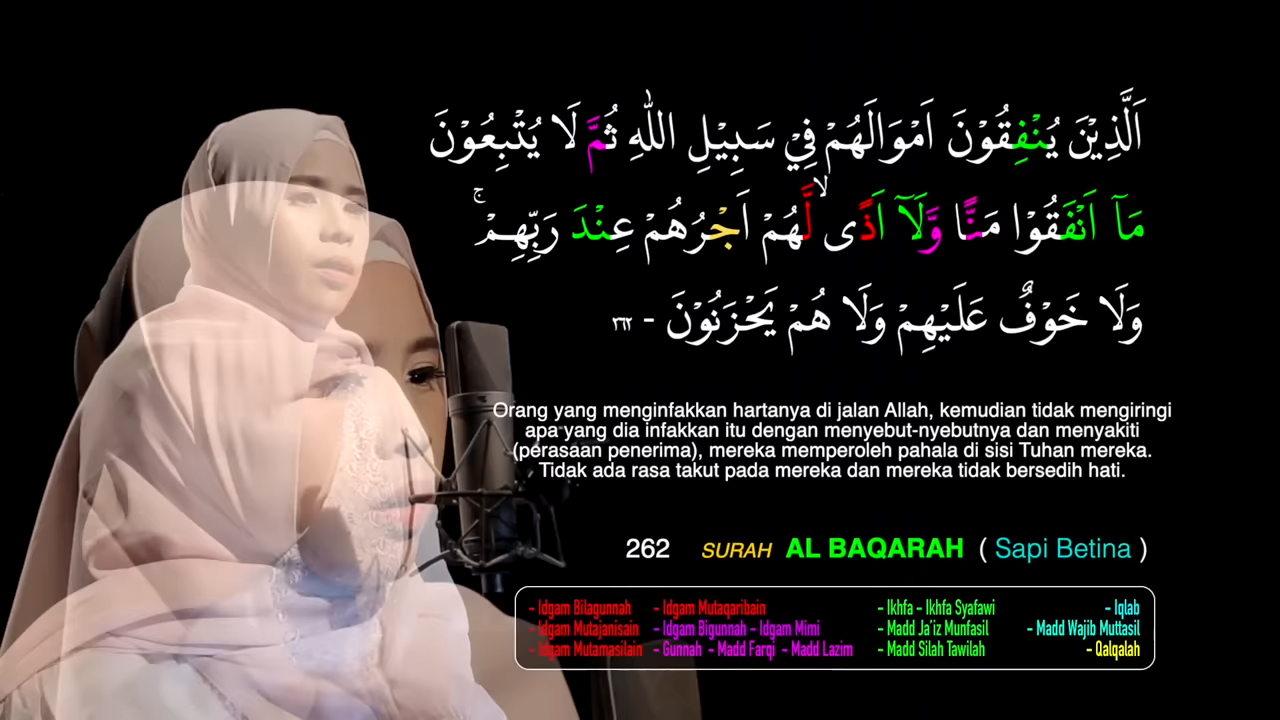 اَلَّذِيْنَ يُنْفِقُوْنَ اَمْوَالَهُمْ فِيْ سَبِيْلِ اللّٰهِ ثُمَّ لَا يُتْبِعُوْنَ
مَآ اَنْفَقُوْا مَنًّا وَّلَآ اَذًىۙ لَّهُمْ اَجْرُهُمْ عِنْدَ رَبِّهِمْۚ
وَلَا خَوْفٌ عَلَيْهِمْ وَلَا هُمْ يَحْزَنُوْنَ - ٢٦٢
Orang yang menginfakkan hartanya di jalan Allah, kemudian tidak mengiringi
apa yang dia infakkan itu dengan menyebut-nyebutnya dan menyakiti
(perasaan penerima), mereka memperoleh pahala di sisi Tuhan mereka.
Tidak ada rasa takut pada mereka dan mereka tidak bersedih hati.
262 SURAH AL BAQARAH ( Sapi Betina )
- Idgam Bilagunnah - Idgam Mutaqaribain - Ikhfa - Ikhfa Syafawi - Iqlab
- Idgam Mutajanisain - Idgam Bigunnah - Idgam Mimi - Madd Ja'iz Munfasil - Madd Wajib Muttasil
- Idgam Mutamasilain - Gunnah - Madd Farqi - Madd Lazim - Madd Silah Tawilah - Qalqalah